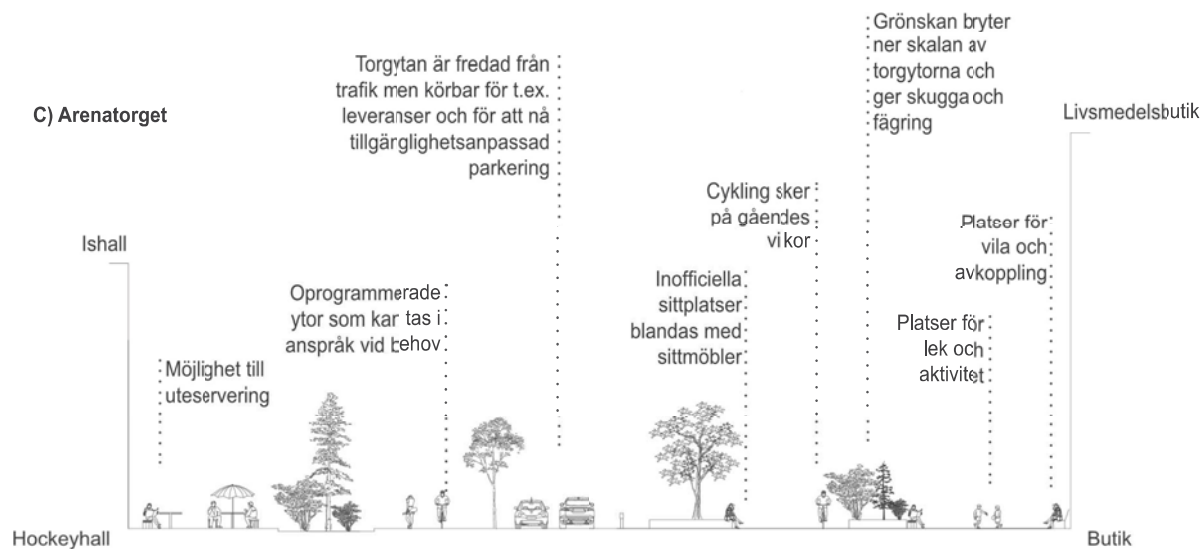 C) Arenatorget
Torgytan är fredad från
trafik men körbar för t.ex.
leveranser och för att nå
tillgänglighetsanpassad
parkering
Grönskan bryter
ner skalan av
torgytorna och
ger skugga och
fägring
Livsmedelsbutik
Cykling sker
på gåendes
vikor
Platser för
vila och
avkoppling
Ishall
Inofficiella
sittplatser
blandas med
sittmöbler
Oprogrammerade
ytor som kan tas i
anspråk vid behov
Platser för
lek och
aktivitet
Möjlighet till
uteservering
Hockeyhall
Butik